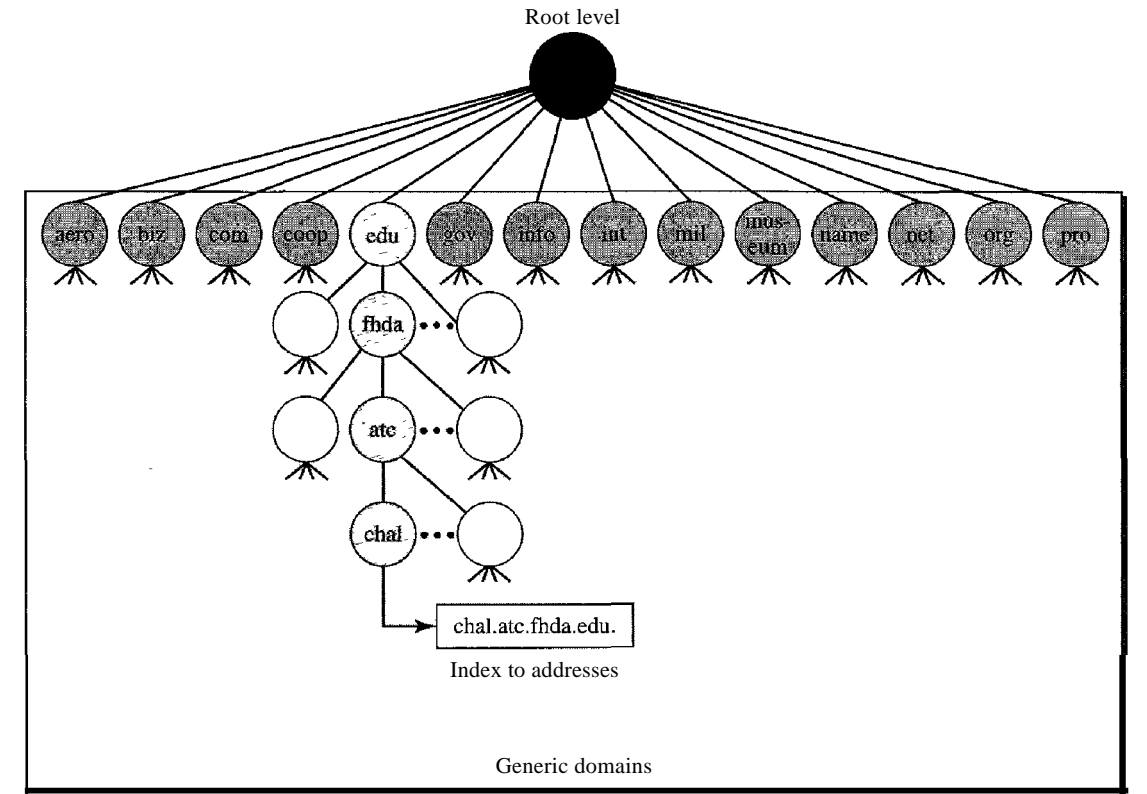 Root level
aero biz com coop edu gov info int mil mus-
eum name net org pro
fhda
atc
chal
chal.atc.fhda.edu.
Index to addresses
Generic domains